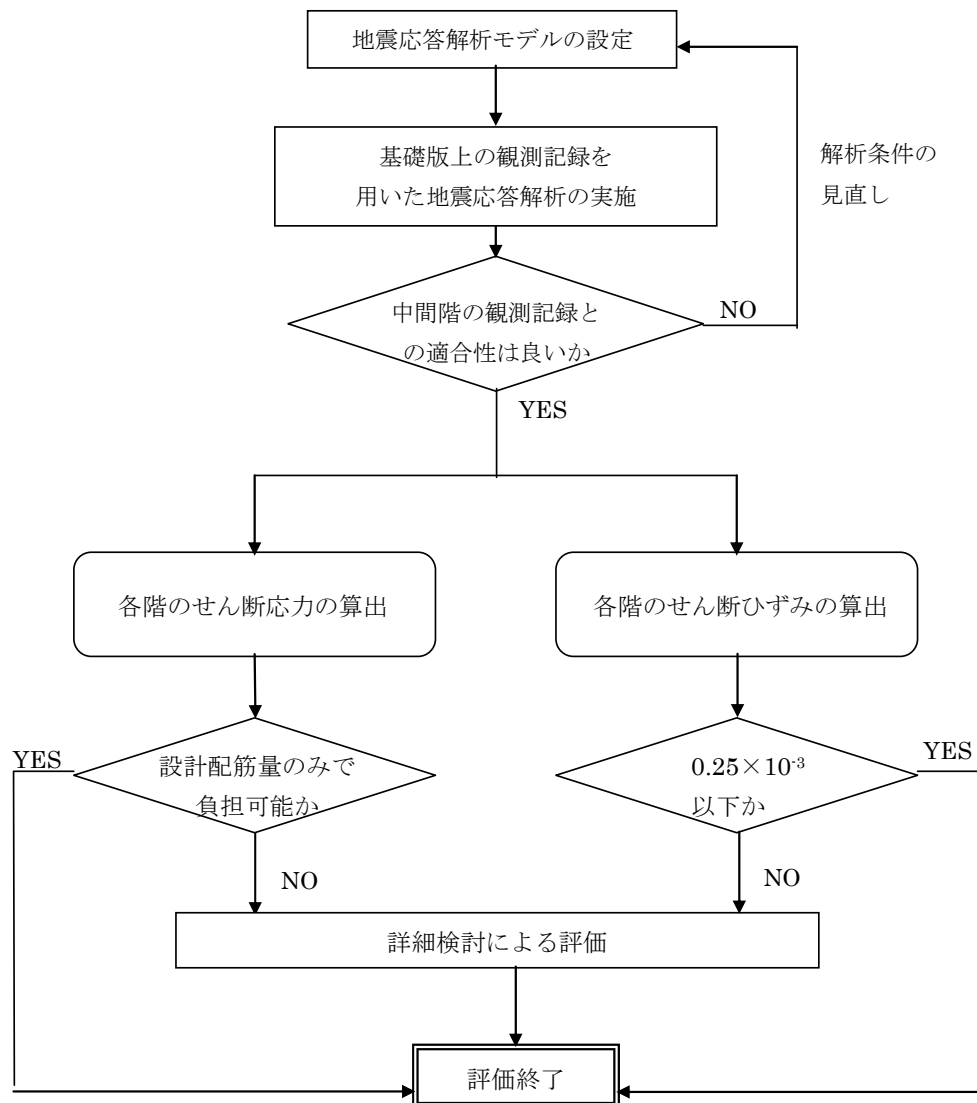 地震応答解析モデルの設定
基礎版上の観測記録を
用いた地震応答解析の実施
解析条件の
見直し
中間階の観測記録と
の適合性は良いか
NO
YES
各階のせん断応力の算出
各階のせん断ひずみの算出
YES
設計配筋量のみで
負担可能か
0.25×10⁻³
以下か
YES
NO
NO
詳細検討による評価
評価終了